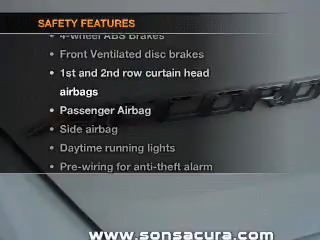 SAFETY FEATURES
• 4-wheel ABS Brakes
• Front Ventilated disc brakes
• 1st and 2nd row curtain head
airbags
• Passenger Airbag
• Side airbag
• Daytime running lights
• Pre-wiring for anti-theft alarm
www.sonsacura.com